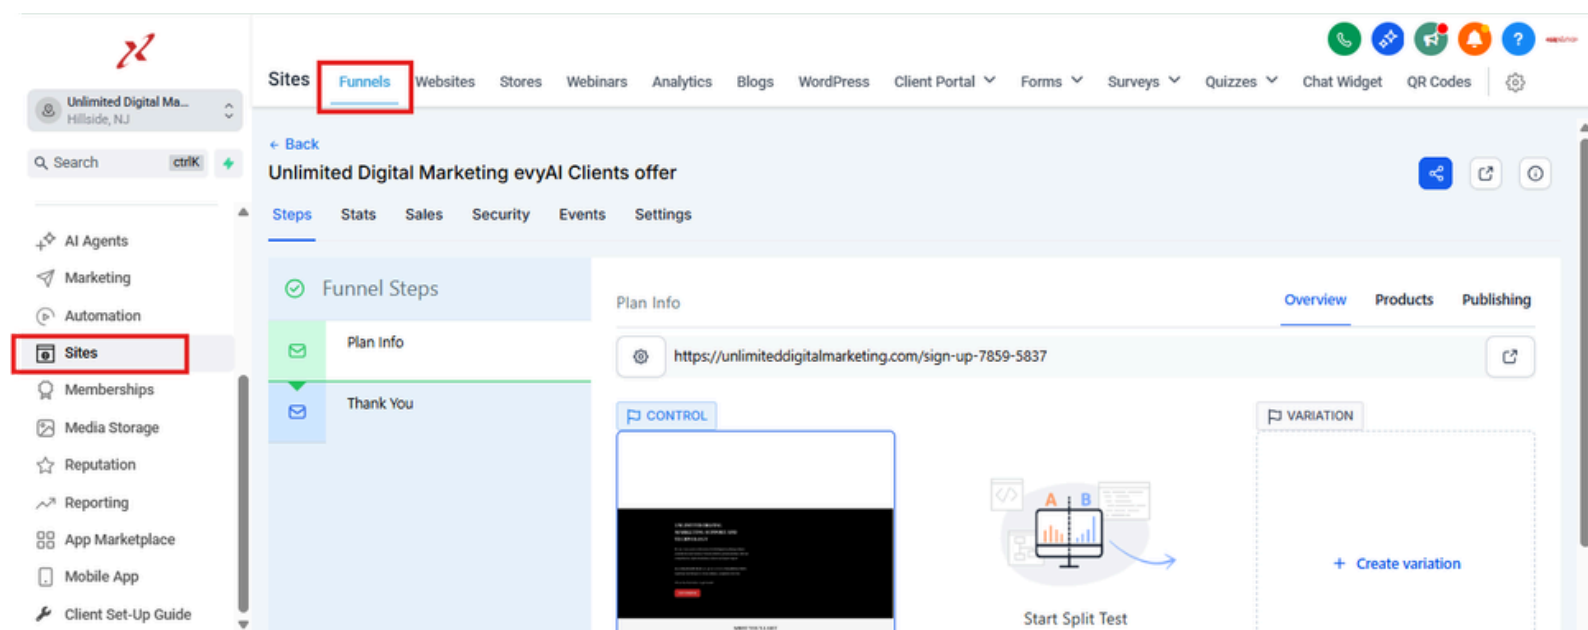 Unlimited Digital Ma...
Hillside, NJ
Search ctrlK
AI Agents
Marketing
Automation
Sites
Memberships
Media Storage
Reputation
Reporting
App Marketplace
Mobile App
Client Set-Up Guide
Sites Funnels Websites Stores Webinars Analytics Blogs WordPress Client Portal Forms Surveys Quizzes Chat Widget QR Codes
← Back
Unlimited Digital Marketing evyAI Clients offer
Steps Stats Sales Security Events Settings
Funnel Steps
Plan Info
Thank You
Plan Info
Overview Products Publishing
https://unlimiteddigitalmarketing.com/sign-up-7859-5837
CONTROL
A B
Start Split Test
VARIATION
+ Create variation